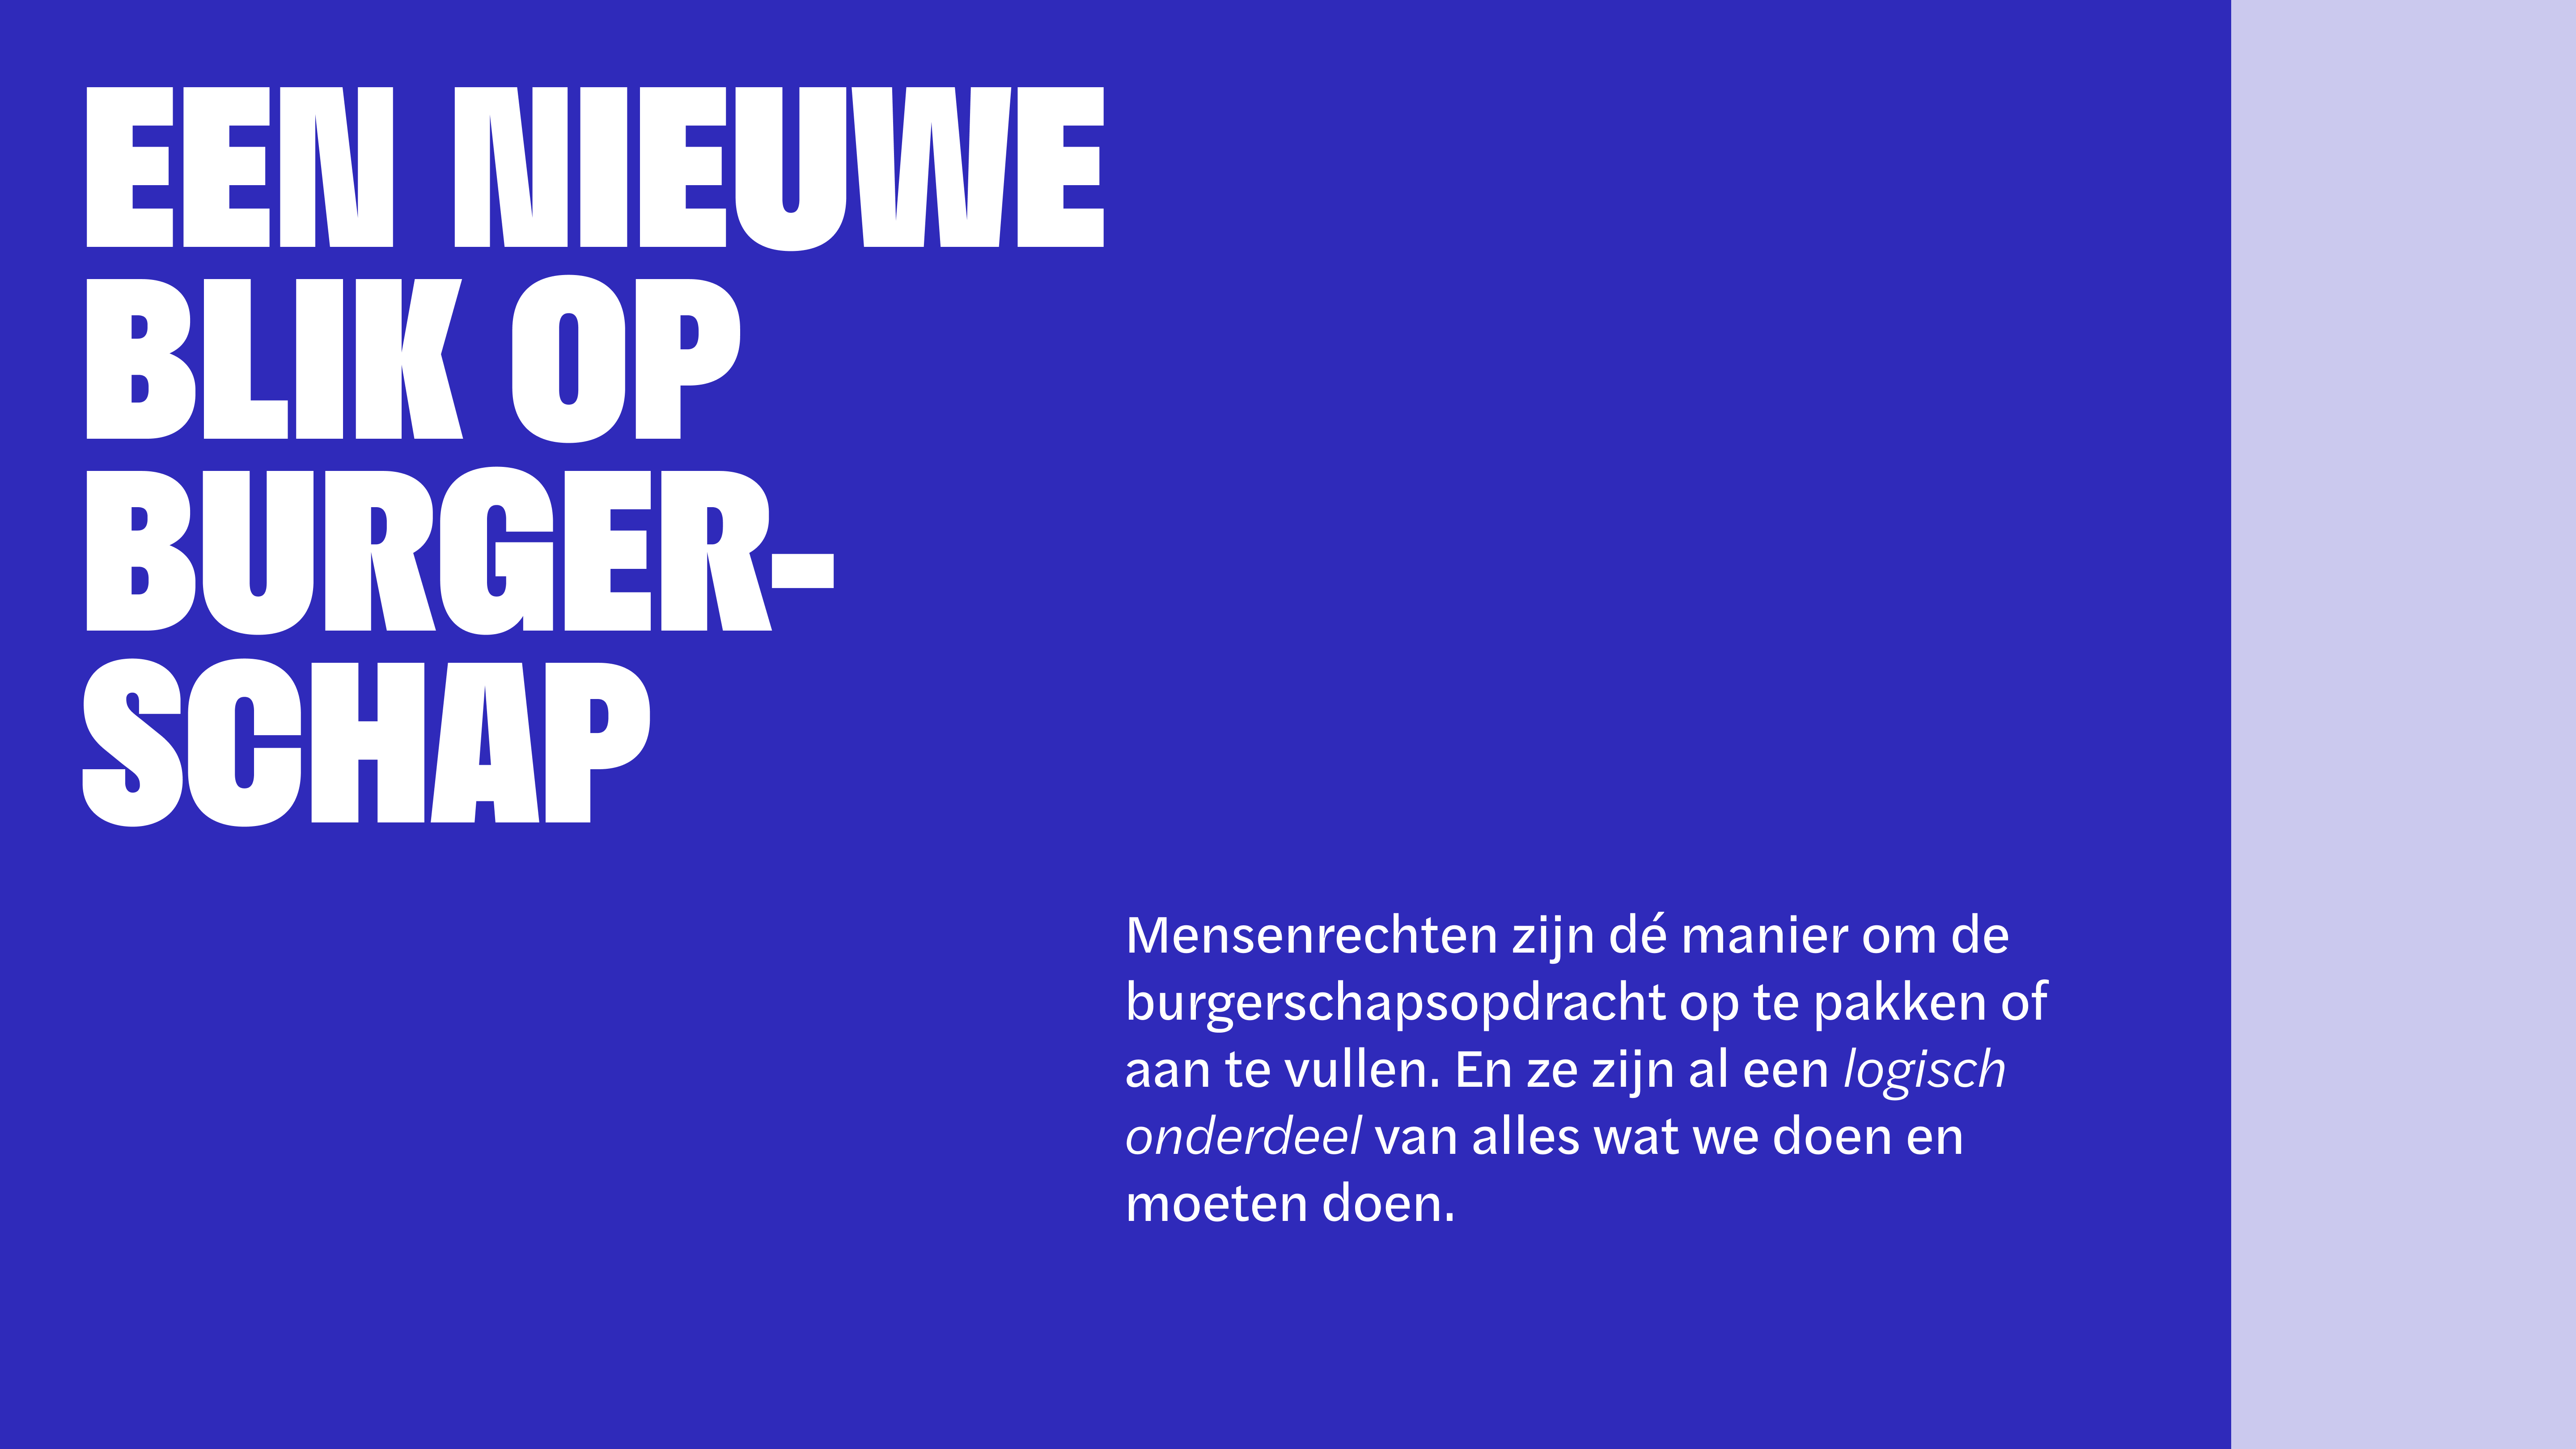 EEN NIEUWE
BLIK OP
BURGER-
SCHAP
Mensenrechten zijn dé manier om de
burgerschapsopdracht op te pakken of
aan te vullen. En ze zijn al een logisch
onderdeel van alles wat we doen en
moeten doen.